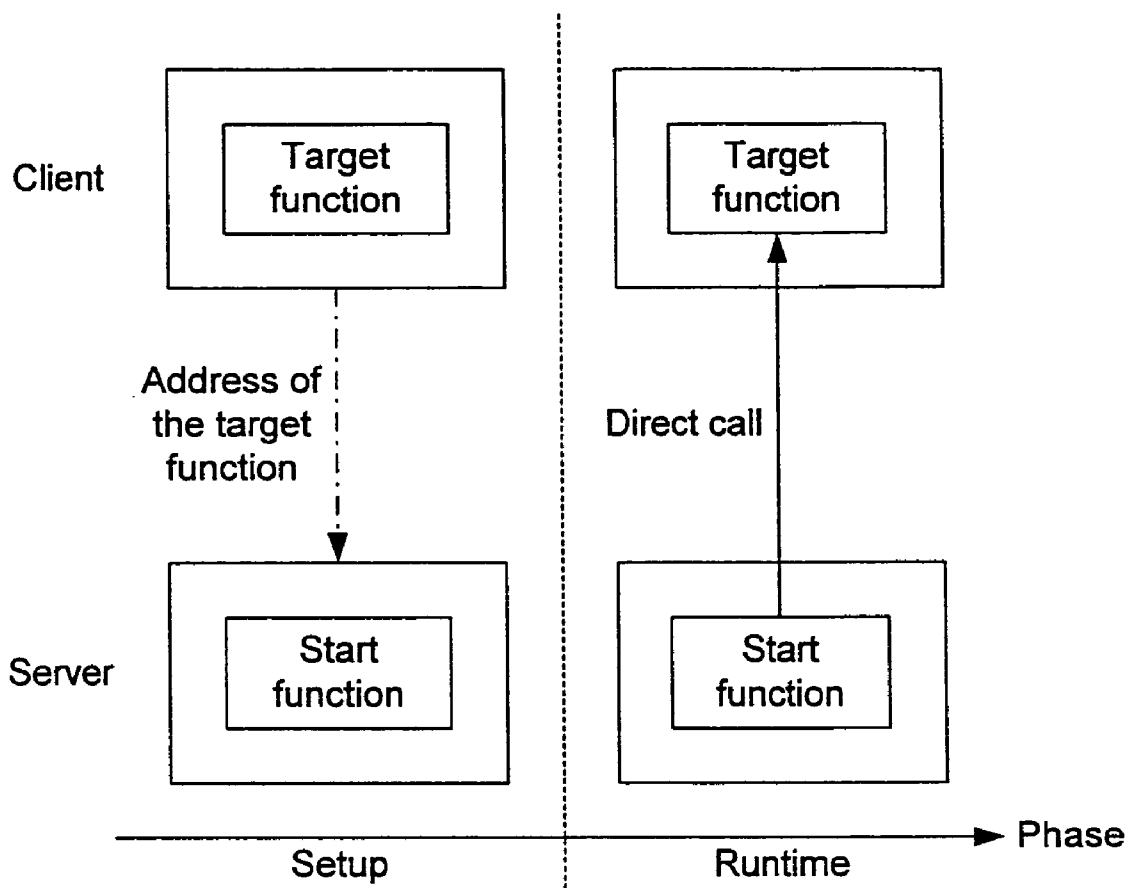 Client
Target
function
Target
function
Address of
the target
function
Direct call
Server
Start
function
Start
function
Setup
Runtime
Phase